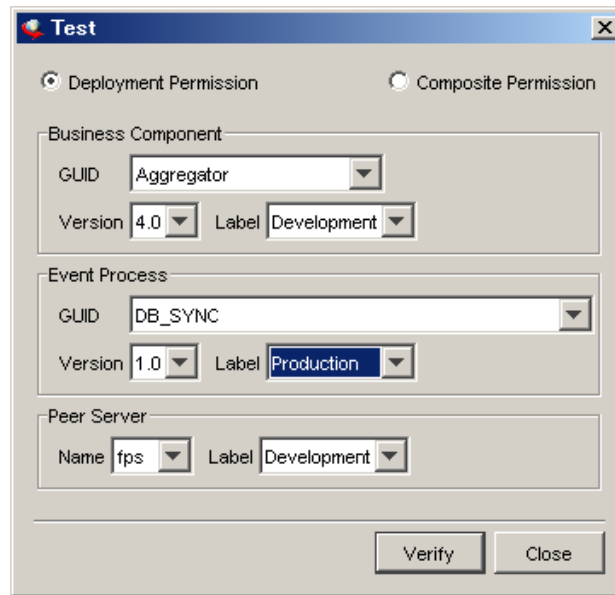 Test
Deployment Permission Composite Permission
Business Component
GUID Aggregator
Version 4.0 Label Development
Event Process
GUID DB_SYNC
Version 1.0 Label Production
Peer Server
Name fps Label Development
Verify Close